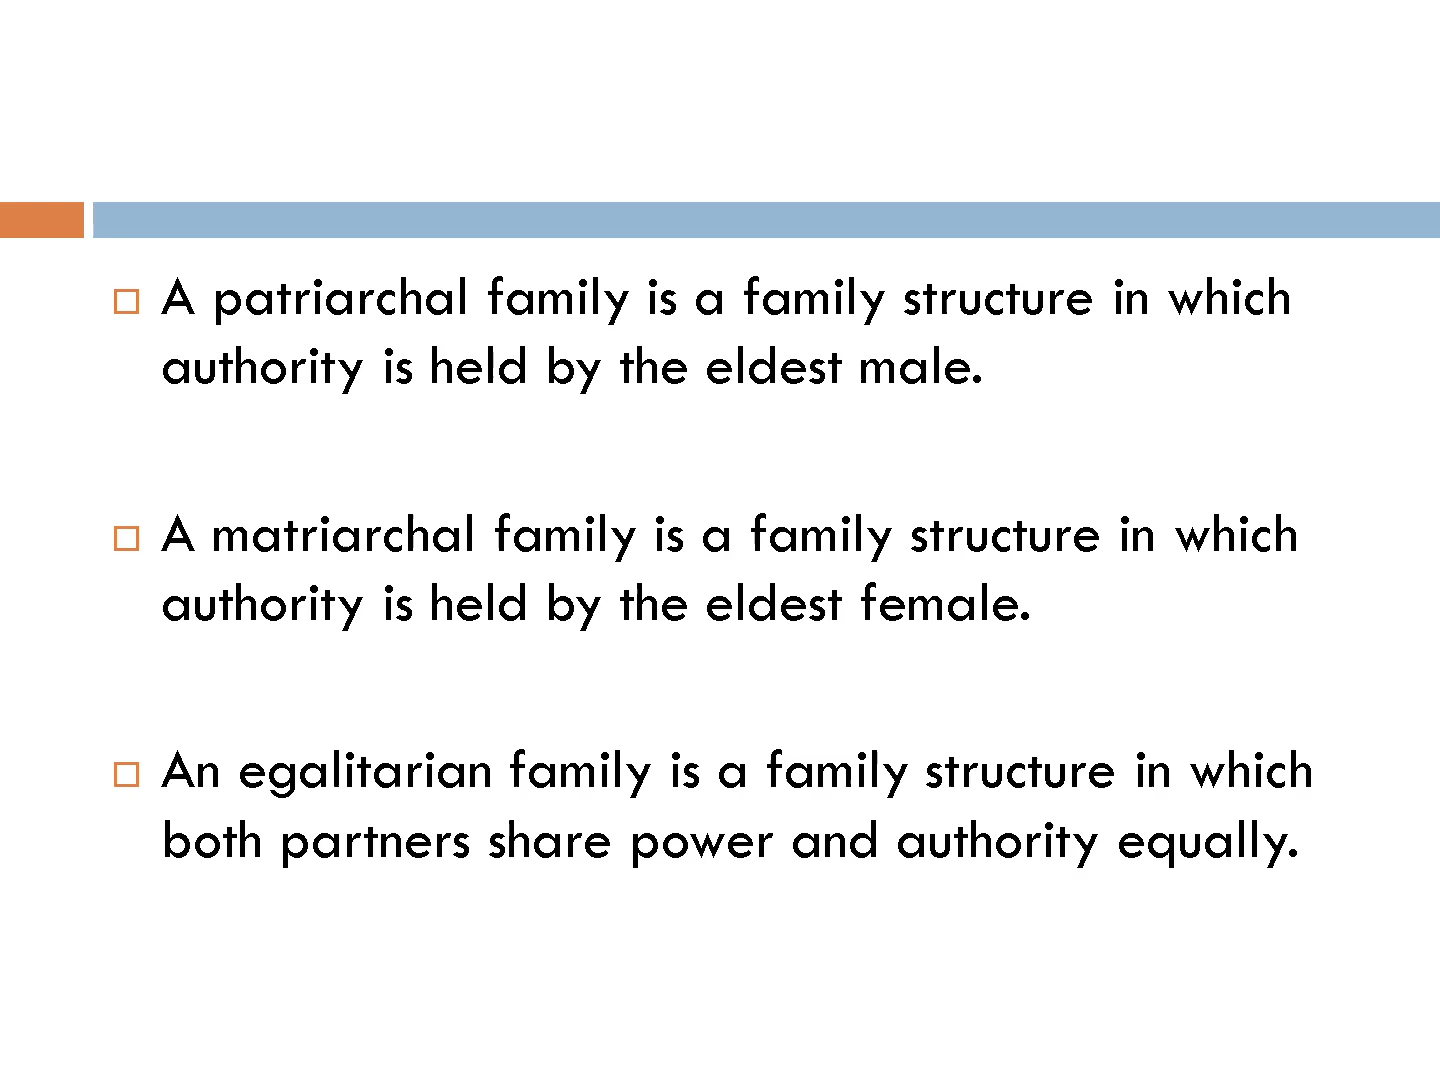 A patriarchal family is a family structure in which
authority is held by the eldest male.
A matriarchal family is a family structure in which
authority is held by the eldest female.
An egalitarian family is a family structure in which
both partners share power and authority equally.